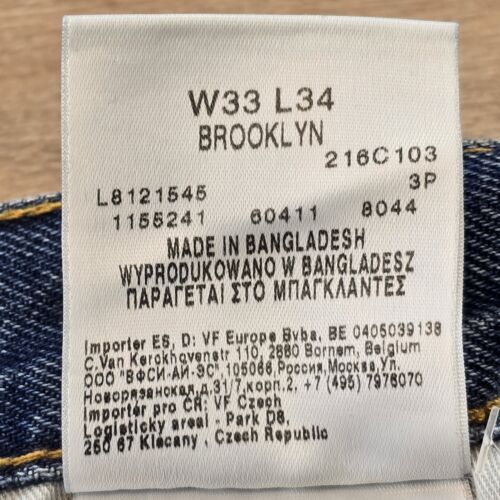 W33 L34
BROOKLYN
216C103
L8121545 3P
1155241 60411 8044
MADE IN BANGLADESH
WYPRODUKOWANO W BANGLADESZ
ΠΑΡΑΓΕΤΑΙ ΣΤΟ ΜΠΑΓΚΛΑΝΤΕΣ
Importer ES, D: VF Europe Bvba, BE 0405039138
C.Van Kerckhovenstr 110, 2880 Bornem, Belgium
ООО "ВФСИ-АЙ-ЭС",105066,Россия,Москва,ул.
Новорязанская,д.31/7,корп.2, +7 (495) 7976070
Importer pro ČR: VF Czech
Logisticky areal - Park D8,
250 67 Klecany , Czech Republic